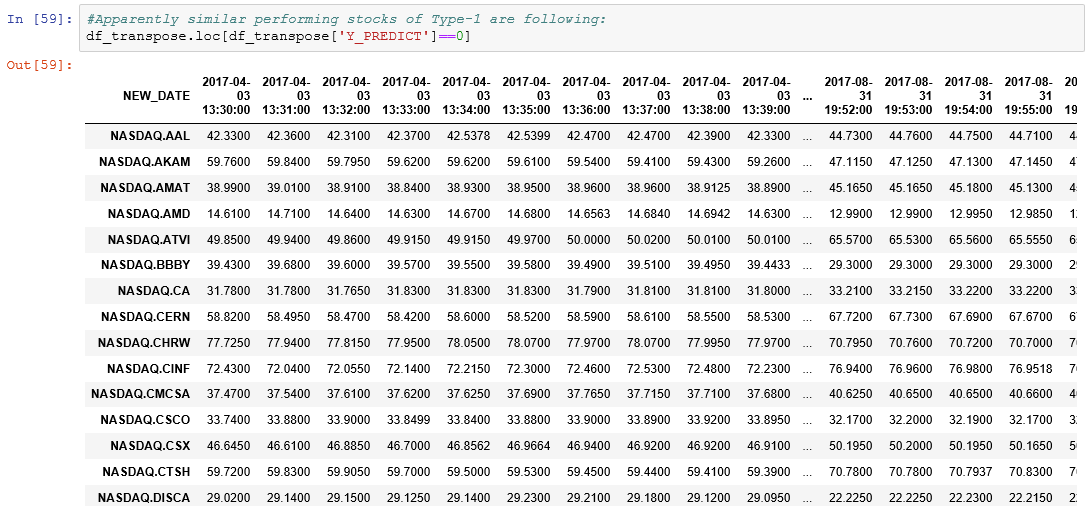 In [59]: #Apparently similar performing stocks of Type-1 are following:
df_transpose.loc[df_transpose['Y_PREDICT']==0]
Out[59]:
2017-04- 2017-04- 2017-04- 2017-04- 2017-04- 2017-04- 2017-04- 2017-04- 2017-04- 2017-04- 2017-08- 2017-08- 2017-08- 2017-08- 20
NEW_DATE 03 03 03 03 03 03 03 03 03 03 ... 31 31 31 31
13:30:00 13:31:00 13:32:00 13:33:00 13:34:00 13:35:00 13:36:00 13:37:00 13:38:00 13:39:00 19:52:00 19:53:00 19:54:00 19:55:00 19
NASDAQ.AAL 42.3300 42.3600 42.3100 42.3700 42.5378 42.5399 42.4700 42.4700 42.3900 42.3300 ... 44.7300 44.7600 44.7500 44.7100
NASDAQ.AKAM 59.7600 59.8400 59.7950 59.6200 59.6200 59.6100 59.5400 59.4100 59.4300 59.2600 ... 47.1150 47.1250 47.1300 47.1450
NASDAQ.AMAT 38.9900 39.0100 38.9100 38.8400 38.9300 38.9500 38.9600 38.9600 38.9125 38.8900 ... 45.1650 45.1650 45.1800 45.1300
NASDAQ.AMD 14.6100 14.7100 14.6400 14.6300 14.6700 14.6800 14.6563 14.6840 14.6942 14.6300 ... 12.9900 12.9900 12.9950 12.9850
NASDAQ.ATVI 49.8500 49.9400 49.8600 49.9150 49.9150 49.9700 50.0000 50.0200 50.0100 50.0100 ... 65.5700 65.5300 65.5600 65.5550
NASDAQ.BBBY 39.4300 39.6800 39.6000 39.5700 39.5500 39.5800 39.4900 39.5100 39.4950 39.4433 ... 29.3000 29.3000 29.3000 29.3000
NASDAQ.CA 31.7800 31.7800 31.7650 31.8300 31.8300 31.8300 31.7900 31.8100 31.8100 31.8000 ... 33.2100 33.2150 33.2200 33.2200
NASDAQ.CERN 58.8200 58.4950 58.4700 58.4200 58.6000 58.5200 58.5900 58.6100 58.5500 58.5300 ... 67.7200 67.7300 67.6900 67.6700
NASDAQ.CHRW 77.7250 77.9400 77.8150 77.9500 78.0500 78.0700 77.9700 78.0700 77.9950 77.9700 ... 70.7950 70.7600 70.7200 70.7000
NASDAQ.CINF 72.4300 72.0400 72.0550 72.1400 72.2150 72.3000 72.4600 72.5300 72.4800 72.2300 ... 76.9400 76.9600 76.9800 76.9518
NASDAQ.CMCSA 37.4700 37.5400 37.6100 37.6200 37.6250 37.6900 37.7650 37.7150 37.7100 37.6800 ... 40.6250 40.6500 40.6500 40.6600
NASDAQ.CSCO 33.7400 33.8800 33.9000 33.8499 33.8400 33.8800 33.9000 33.8900 33.9200 33.8950 ... 32.1700 32.2000 32.1900 32.1700
NASDAQ.CSX 46.6450 46.6100 46.8850 46.7000 46.8562 46.9664 46.9400 46.9200 46.9200 46.9100 ... 50.1950 50.2000 50.1950 50.1650
NASDAQ.CTSH 59.7200 59.8300 59.9050 59.7000 59.5000 59.5300 59.4500 59.4400 59.4100 59.3900 ... 70.7800 70.7800 70.7937 70.8300
NASDAQ.DISCA 29.0200 29.1400 29.1500 29.1250 29.1400 29.2300 29.2100 29.1800 29.1200 29.0950 ... 22.2250 22.2250 22.2300 22.2150